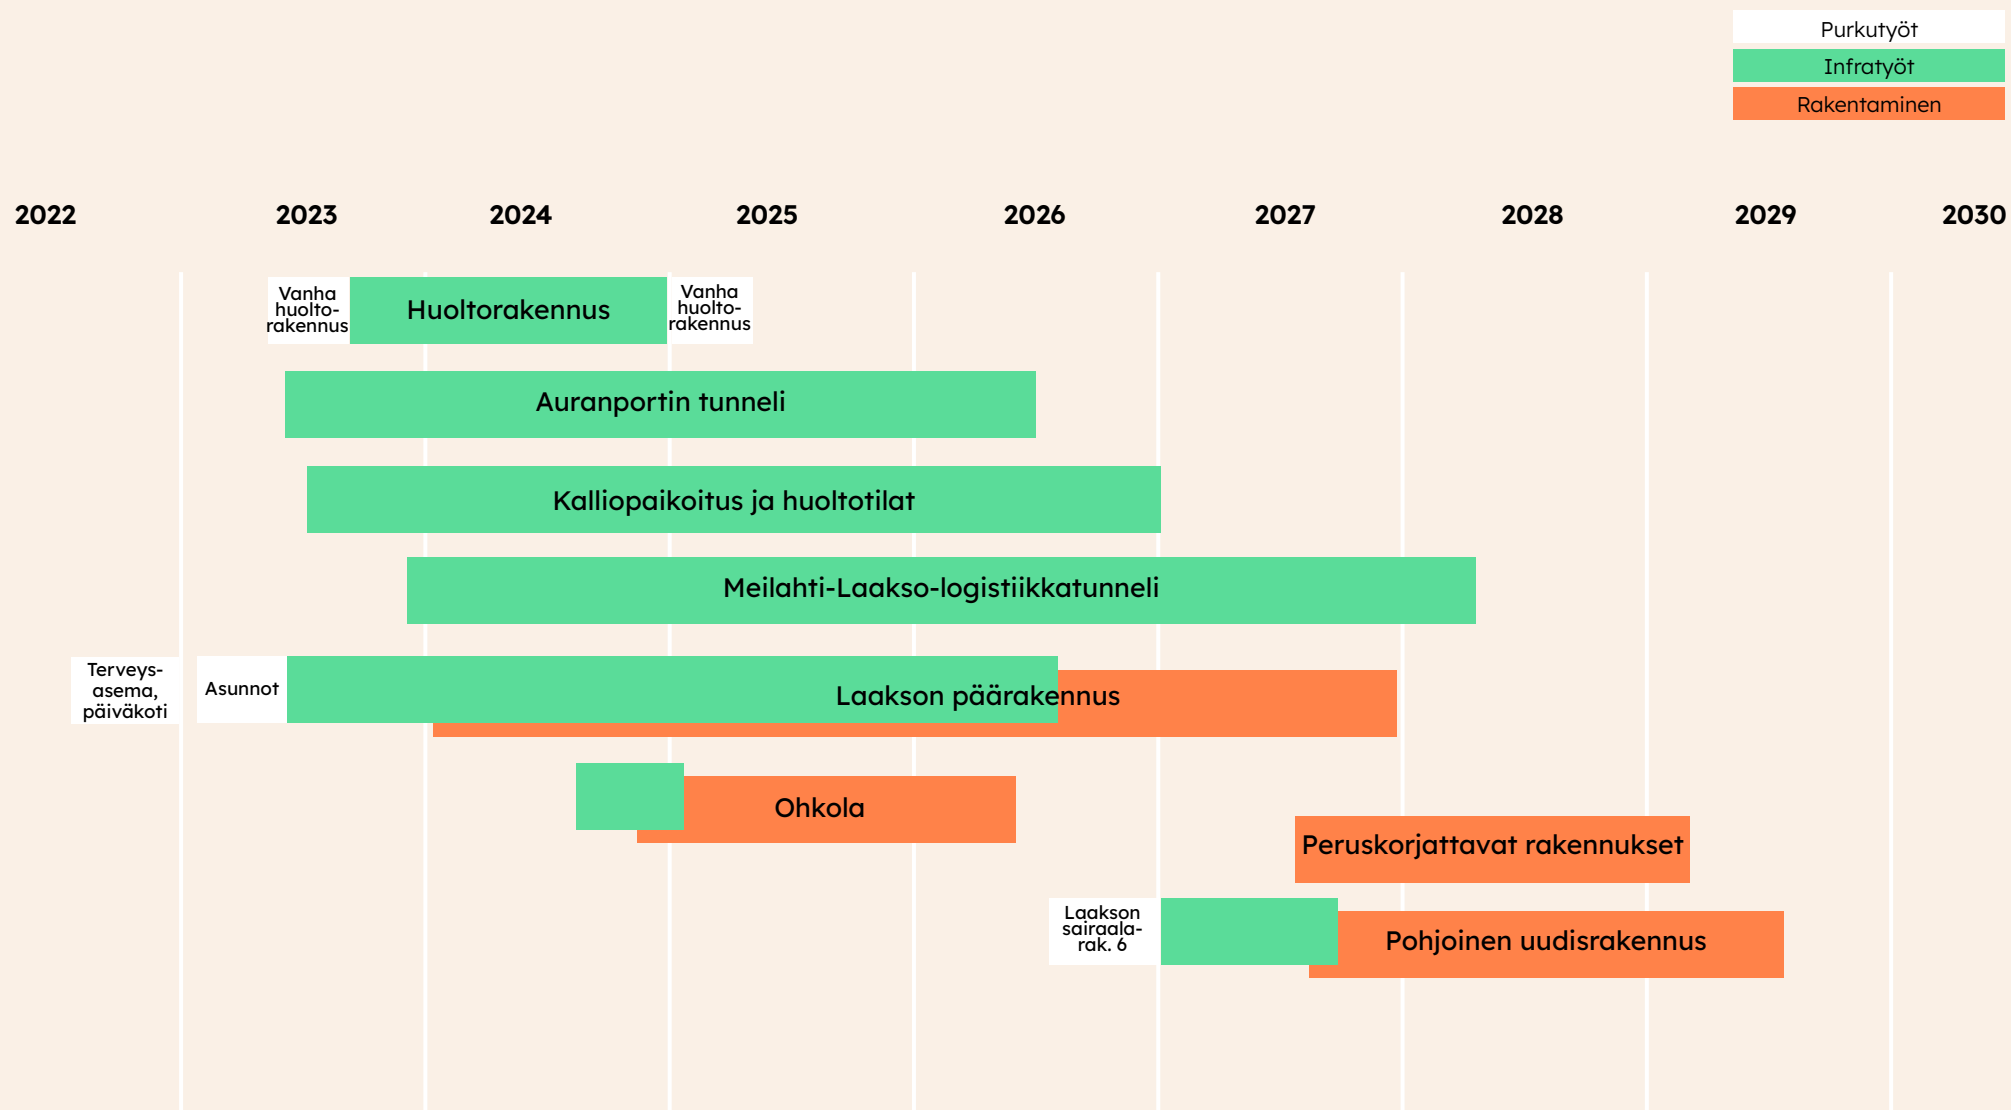 Purkutyöt
Infratyöt
Rakentaminen
2022 2023 2024 2025 2026 2027 2028 2029 2030
Vanha
huolto-
rakennus
Huoltorakennus
Vanha
huolto-
rakennus
Auranportin tunneli
Kalliopaikoitus ja huoltotilat
Meilahti-Laakso-logistiikkatunneli
Terveys-
asema,
päiväkoti
Asunnot
Laakson päärakennus
Ohkola
Peruskorjattavat rakennukset
Laakson
sairaala-
rak. 6
Pohjoinen uudisrakennus